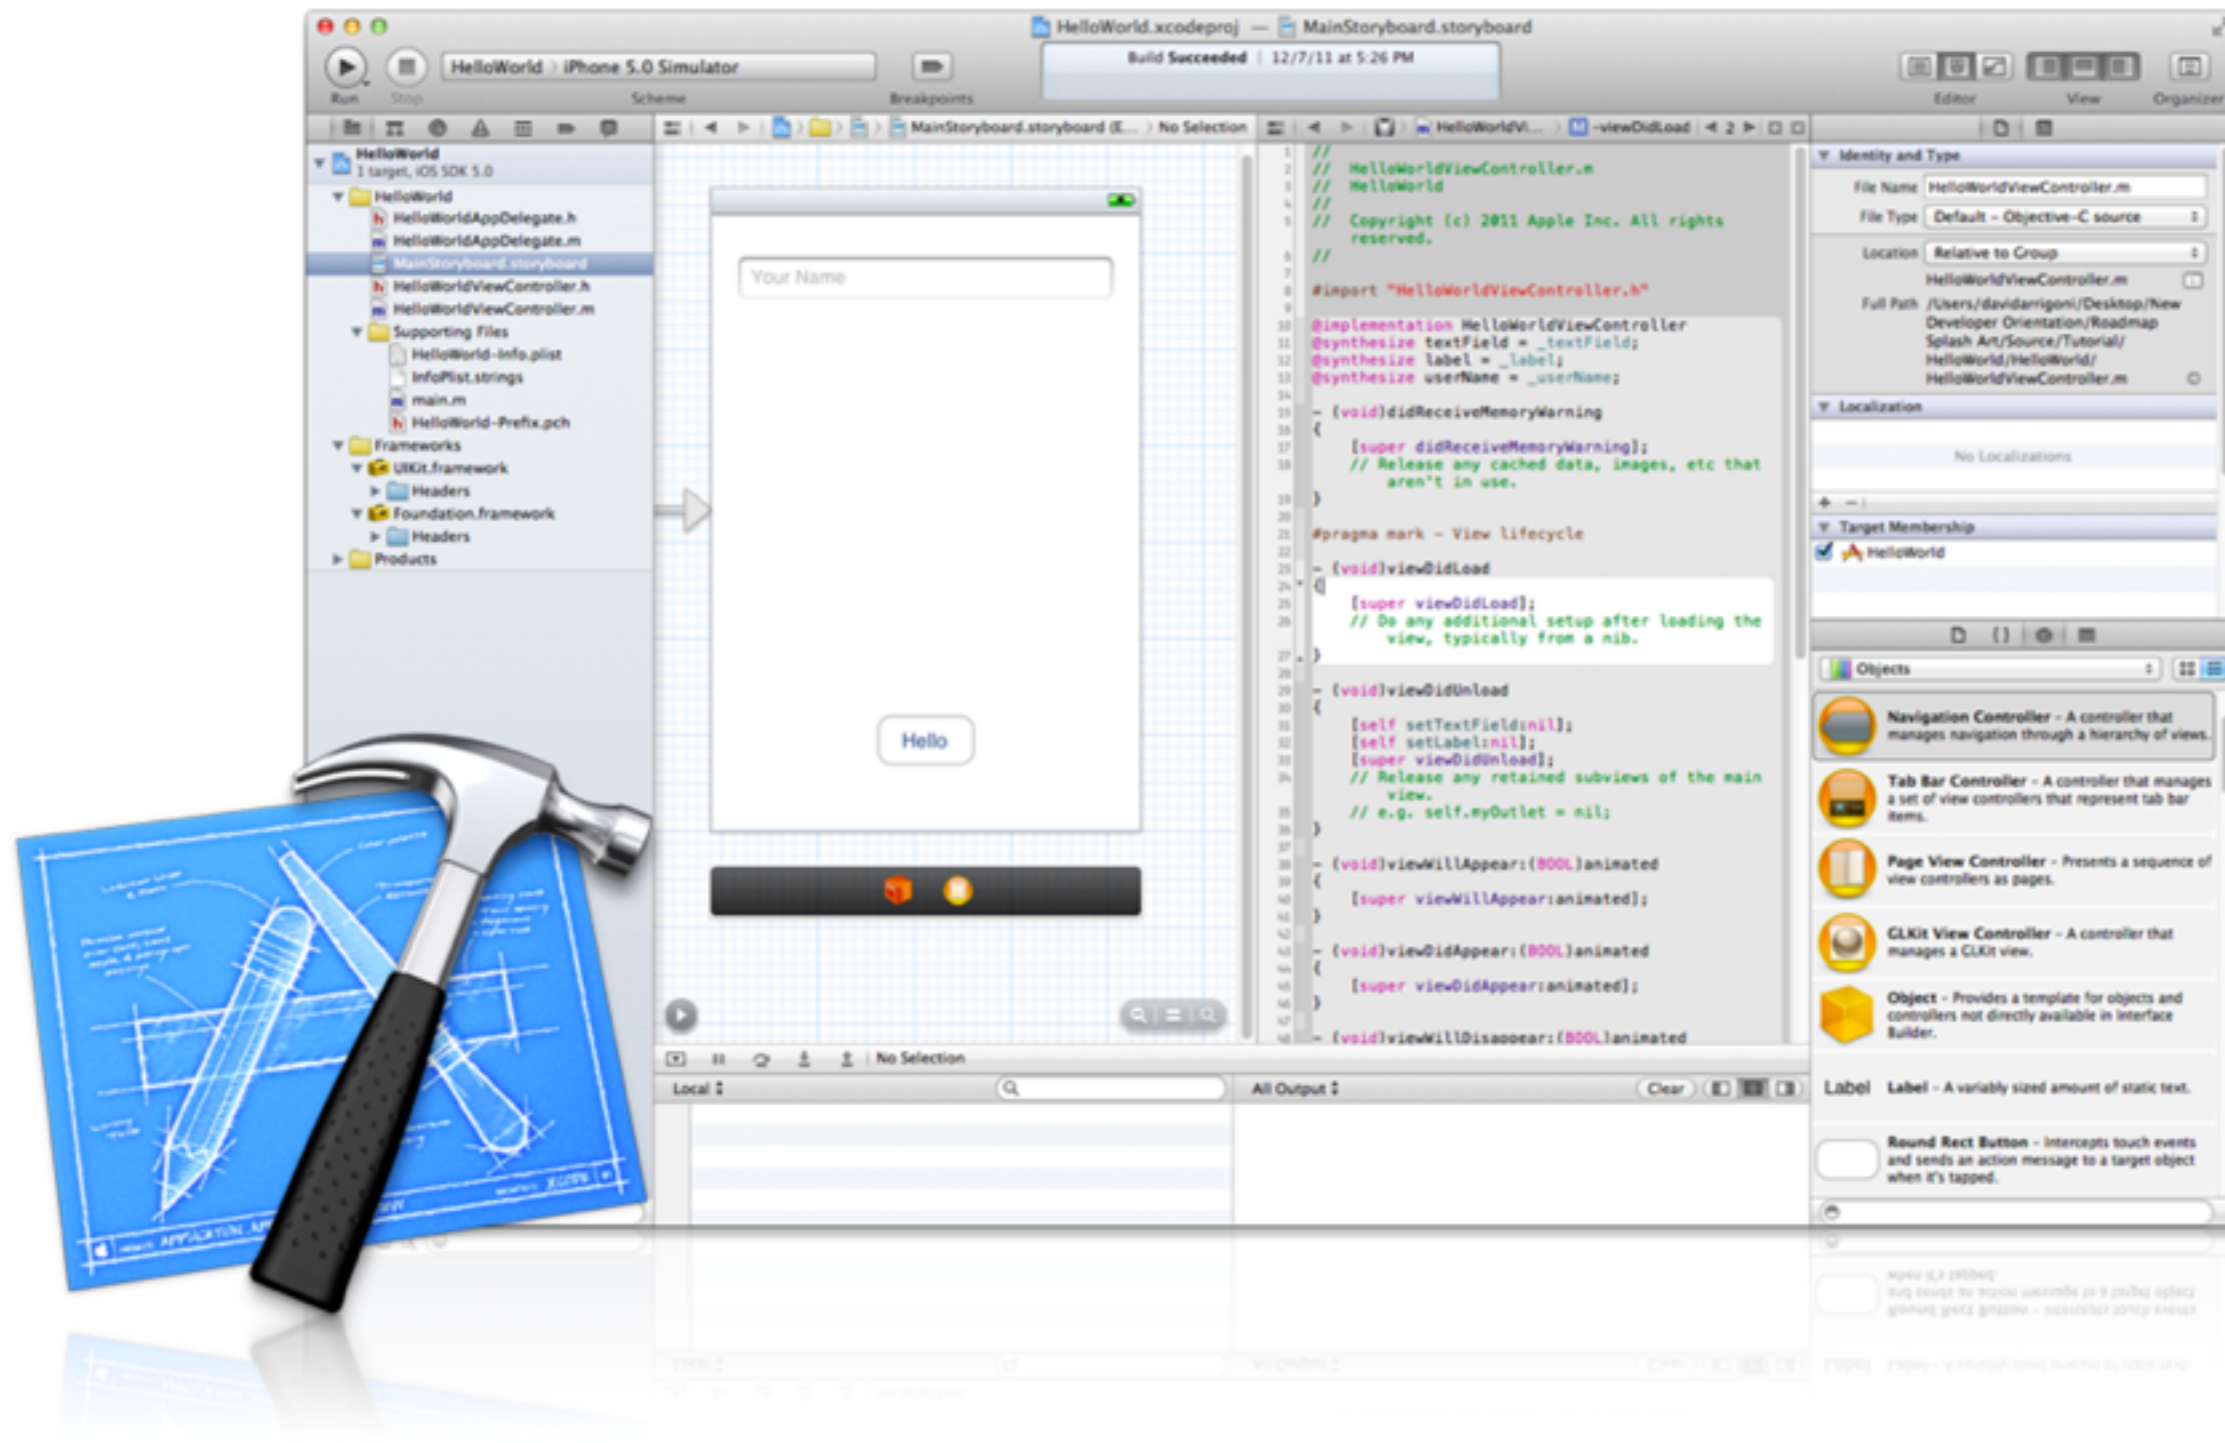 HelloWorld.xcodeproj — MainStoryboard.storyboard
HelloWorld › iPhone 5.0 Simulator
Build Succeeded | 12/7/11 at 5:26 PM
Run
Stop
Scheme
Breakpoints
Editor
View
Organizer
MainStoryboard.storyboard (E... › No Selection
HelloWorldVi... › -viewDidLoad
2
HelloWorld
1 target, iOS SDK 5.0
HelloWorld
HelloWorldAppDelegate.h
HelloWorldAppDelegate.m
MainStoryboard.storyboard
HelloWorldViewController.h
HelloWorldViewController.m
Supporting Files
HelloWorld-Info.plist
InfoPlist.strings
main.m
HelloWorld-Prefix.pch
Frameworks
UIKit.framework
Headers
Foundation.framework
Headers
Products
Your Name
Hello
//
// HelloWorldViewController.m
// HelloWorld
//
// Copyright (c) 2011 Apple Inc. All rights
reserved.
//
#import "HelloWorldViewController.h"
@implementation HelloWorldViewController
@synthesize textField = _textField;
@synthesize label = _label;
@synthesize userName = _userName;
- (void)didReceiveMemoryWarning
{
[super didReceiveMemoryWarning];
// Release any cached data, images, etc that
aren't in use.
}
#pragma mark - View lifecycle
- (void)viewDidLoad
{
[super viewDidLoad];
// Do any additional setup after loading the
view, typically from a nib.
}
- (void)viewDidUnload
{
[self setTextField:nil];
[self setLabel:nil];
[super viewDidUnload];
// Release any retained subviews of the main
view.
// e.g. self.myOutlet = nil;
}
- (void)viewWillAppear:(BOOL)animated
{
[super viewWillAppear:animated];
}
- (void)viewDidAppear:(BOOL)animated
{
[super viewDidAppear:animated];
}
- (void)viewWillDisappear:(BOOL)animated
Identity and Type
File Name HelloWorldViewController.m
File Type Default - Objective-C source
Location Relative to Group
HelloWorldViewController.m
Full Path /Users/davidarrigoni/Desktop/New
Developer Orientation/Roadmap
Splash Art/Source/Tutorial/
HelloWorld/HelloWorld/
HelloWorldViewController.m
Localization
No Localizations
Target Membership
HelloWorld
Objects
Navigation Controller - A controller that
manages navigation through a hierarchy of views.
Tab Bar Controller - A controller that manages
a set of view controllers that represent tab bar
items.
Page View Controller - Presents a sequence of
view controllers as pages.
GLKit View Controller - A controller that
manages a GLKit view.
Object - Provides a template for objects and
controllers not directly available in Interface
Builder.
Label Label - A variably sized amount of static text.
Round Rect Button - Intercepts touch events
and sends an action message to a target object
when it's tapped.
No Selection
Local
All Output
Clear